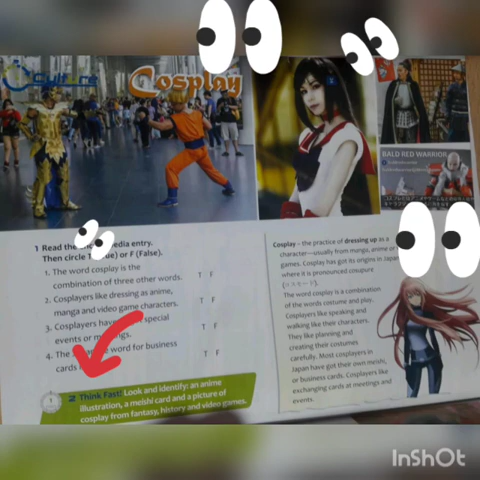 Culture
Cosplay
RALD RED WARRIOR
1 Read the media entry.
Then circle T (True) or F (False).
1. The word cosplay is the
combination of three other words. T F
2. Cosplayers like dressing as anime,
manga and video game characters. T F
3. Cosplayers have special
events or meetings. T F
4. The word for business
cards T F
2 Think Fast! Look and identify: an anime
illustration, a meishi card and a picture of
cosplay from fantasy, history and video games.
Cosplay – the practice of dressing up as a
character—usually from manga, anime or
games. Cosplay has got its origins in Japan
where it is pronounced
The word cosplay is a combination
of the words costume and play.
Cosplayers like speaking and
walking like their characters.
They like planning and
creating their costumes
carefully. Most cosplayers in
Japan have got their own meishi,
or business cards. Cosplayers like
exchanging cards at meetings and
events.
InShOt